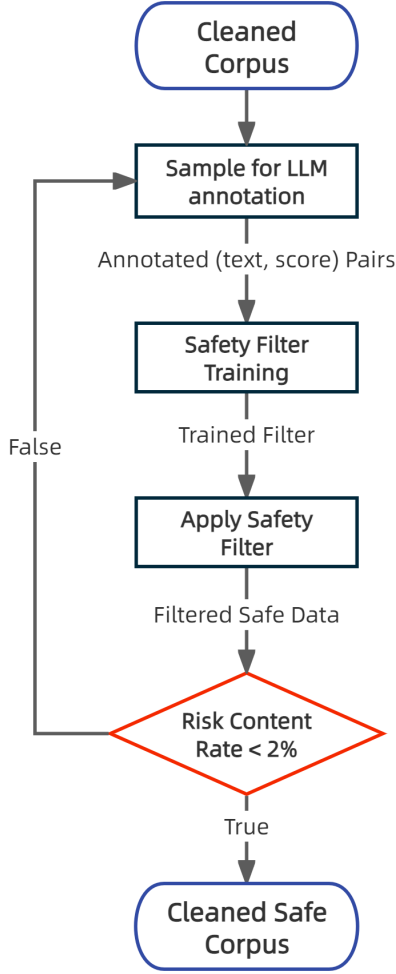 Cleaned
Corpus
Sample for LLM
annotation
Annotated (text, score) Pairs
Safety Filter
Training
Trained Filter
False
Apply Safety
Filter
Filtered Safe Data
Risk Content
Rate < 2%
True
Cleaned Safe
Corpus